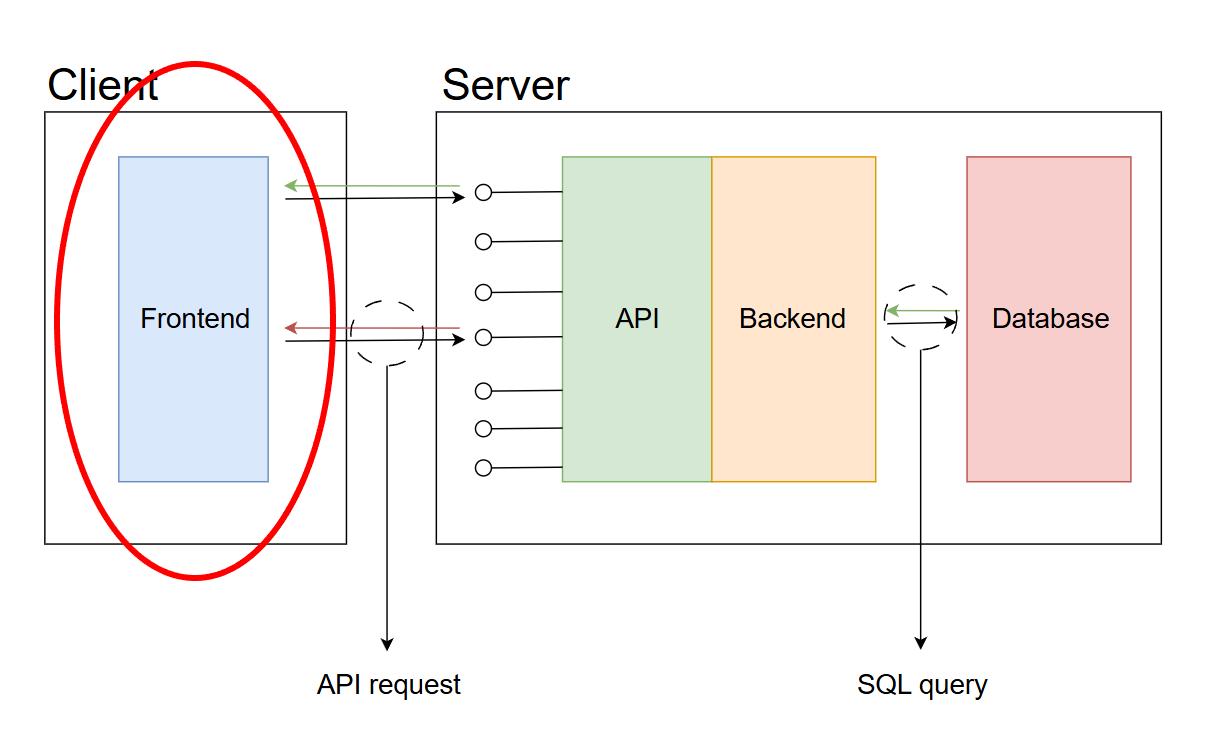 Client
Server
Frontend
API
Backend
Database
API request
SQL query